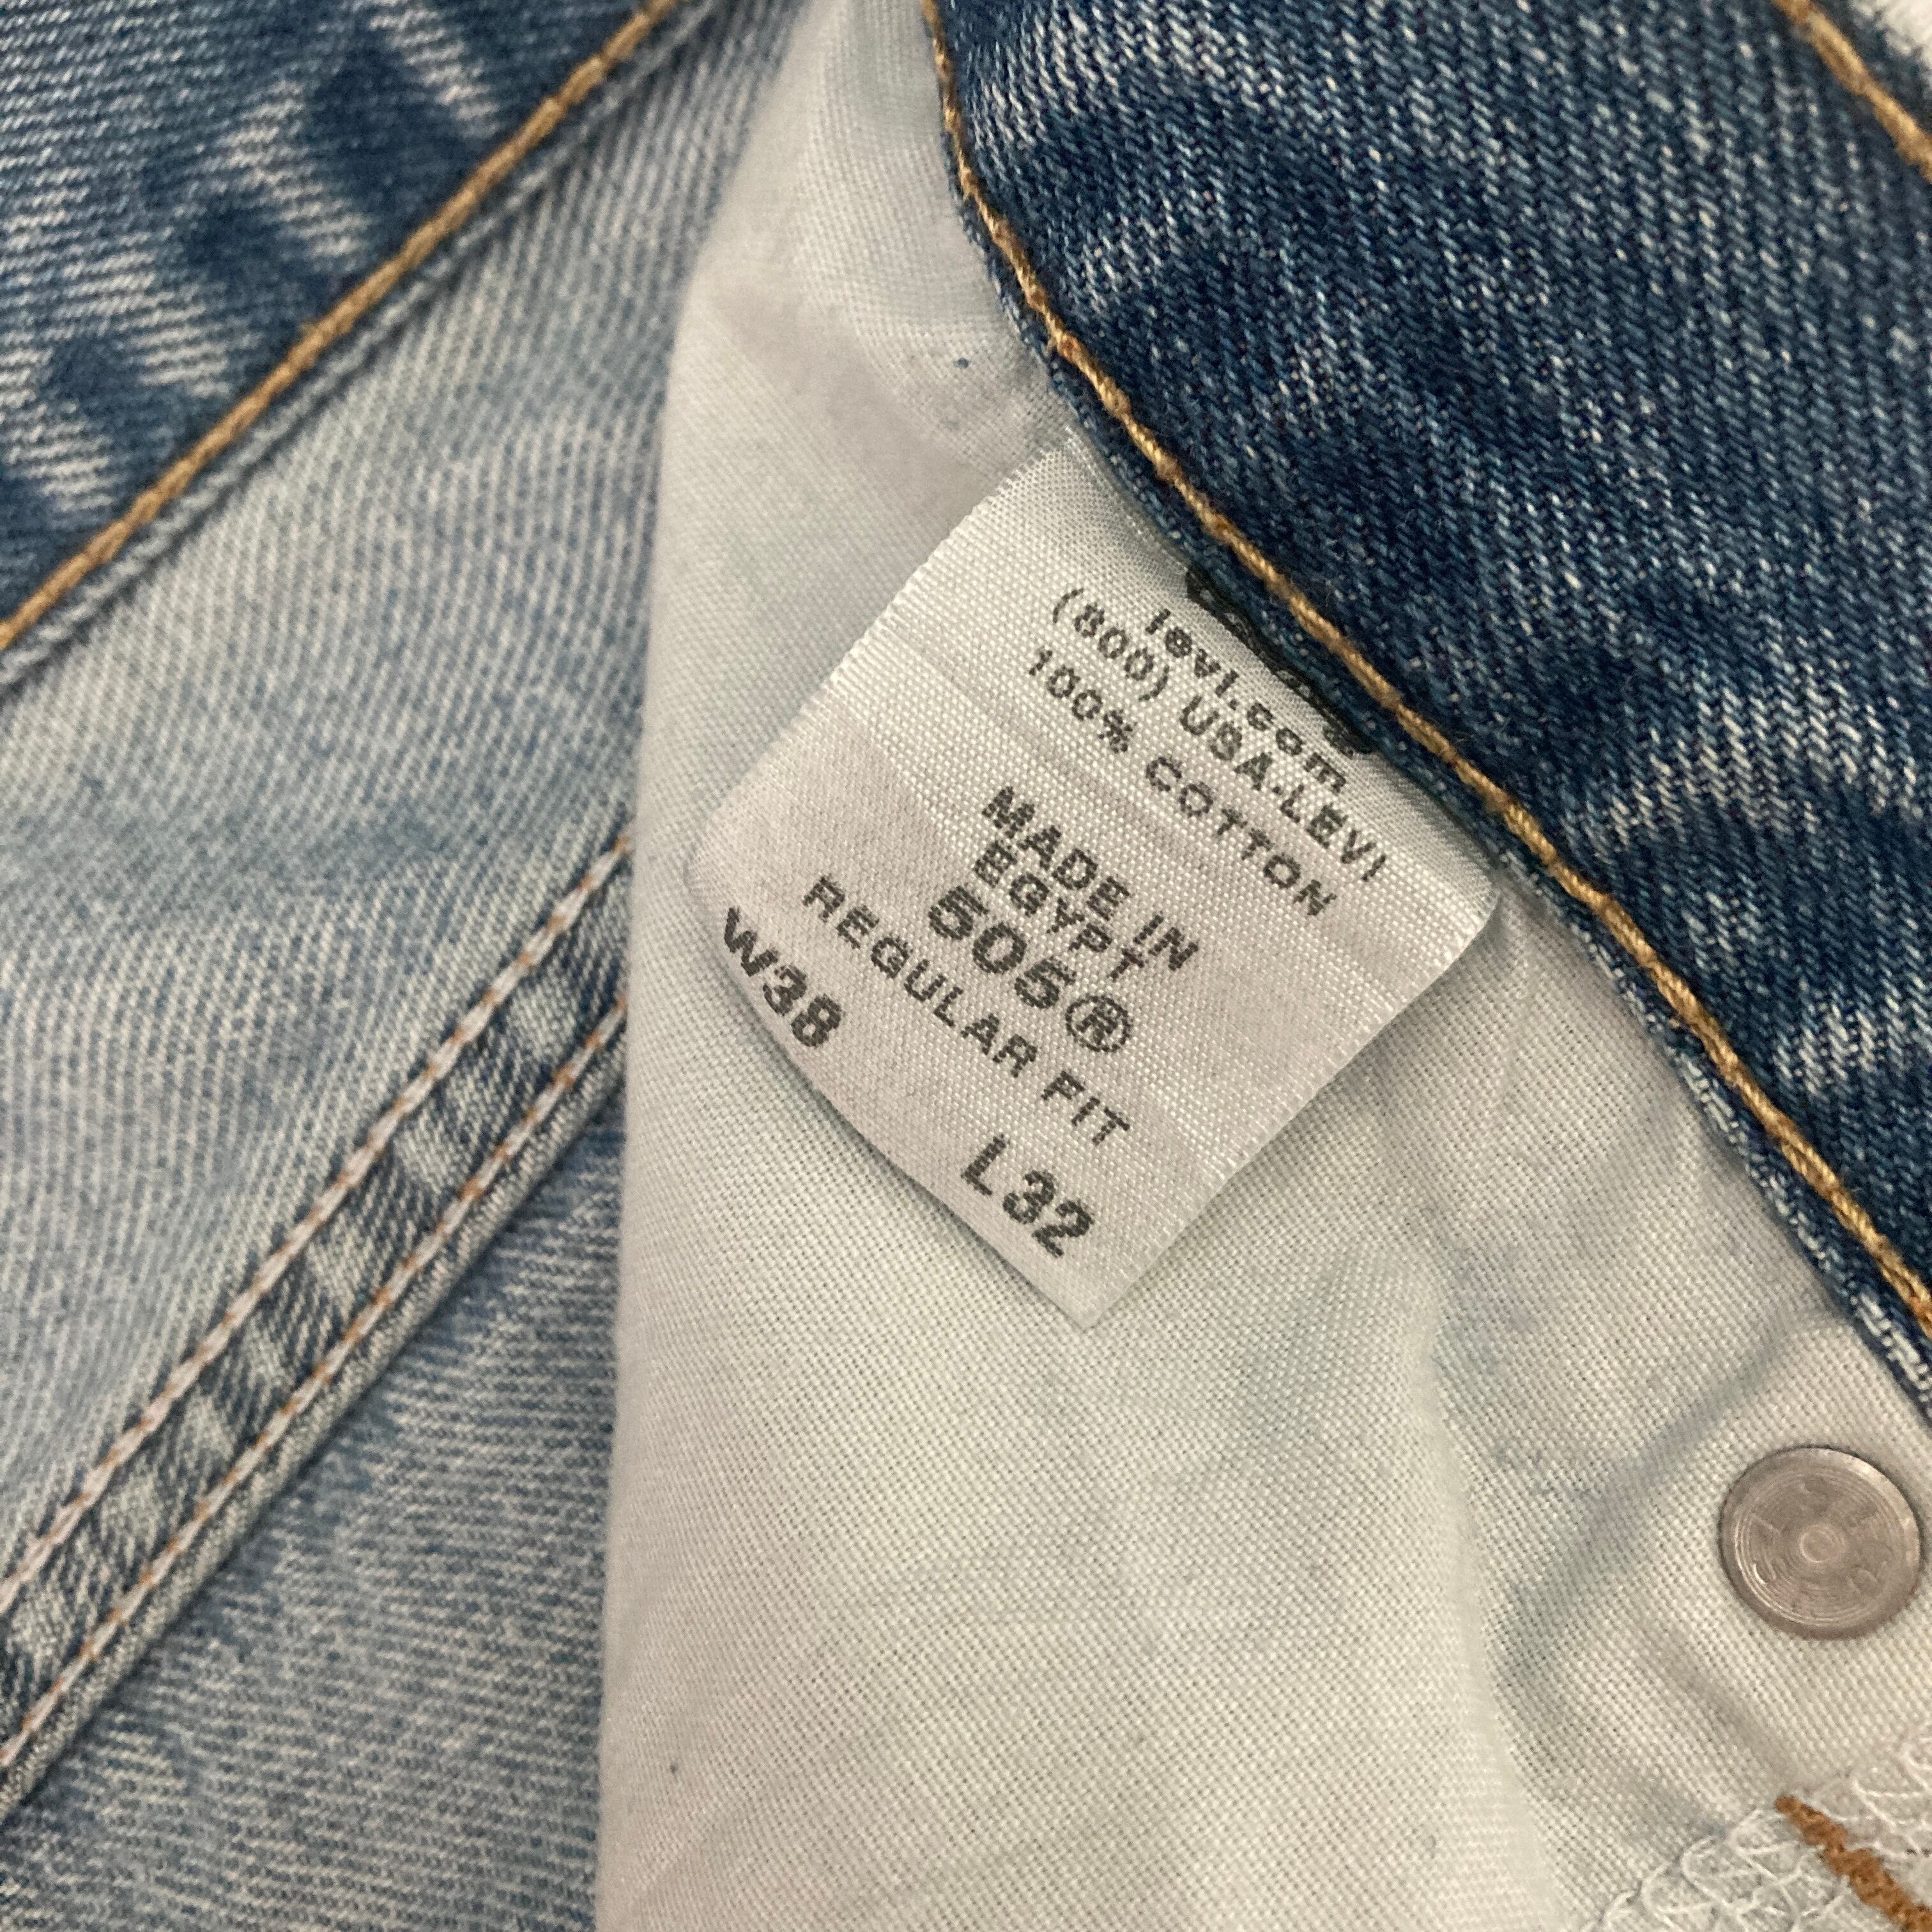 levi.com
(800) USA-LEVI
100% COTTON
MADE IN
EGYPT
505®
REGULAR FIT
W38 L32